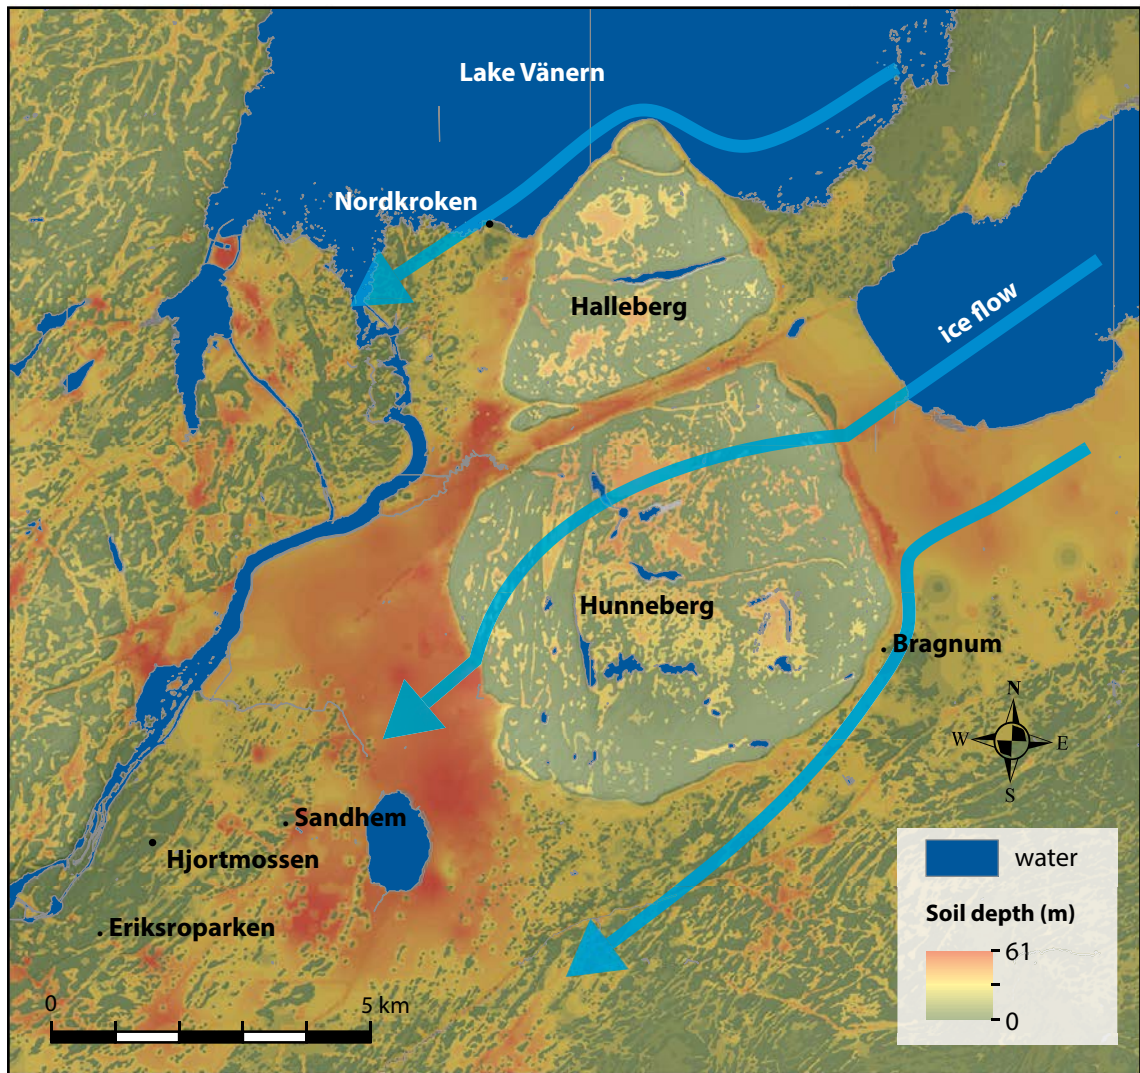 Lake Vänern
Nordkroken
Halleberg
ice flow
Hunneberg
Bragnum
N
W E
S
Sandhem
Hjortmossen
Eriksroparken
water
Soil depth (m)
61
0
0 5 km